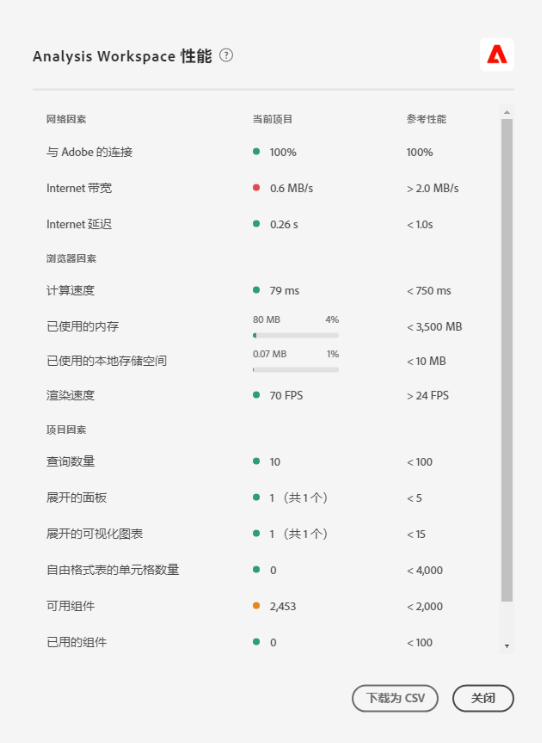 Analysis Workspace 性能 ?
网络因素 当前项目 参考性能
与 Adobe 的连接 100% 100%
Internet 带宽 0.6 MB/s > 2.0 MB/s
Internet 延迟 0.26 s < 1.0s
浏览器因素
计算速度 79 ms < 750 ms
已使用的内存 80 MB 4% < 3,500 MB
已使用的本地存储空间 0.07 MB 1% < 10 MB
渲染速度 70 FPS > 24 FPS
项目因素
查询数量 10 < 100
展开的面板 1 （共1个） < 5
展开的可视化图表 1 （共1个） < 15
自由格式表的单元格数量 0 < 4,000
可用组件 2,453 < 2,000
已用的组件 0 < 100
下载为 CSV 关闭